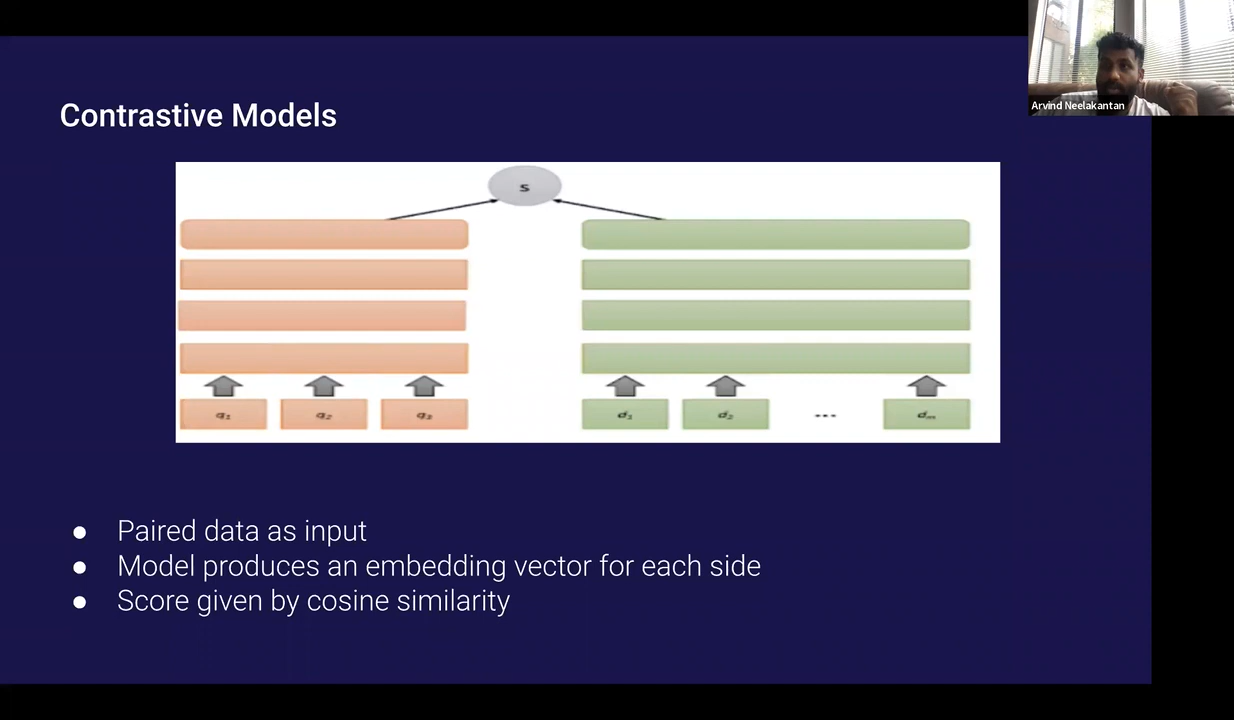 Arvind Neelakantan
Contrastive Models
s
q₁ q₂ q₃ d₁ d₂ ... dₘ
● Paired data as input
● Model produces an embedding vector for each side
● Score given by cosine similarity